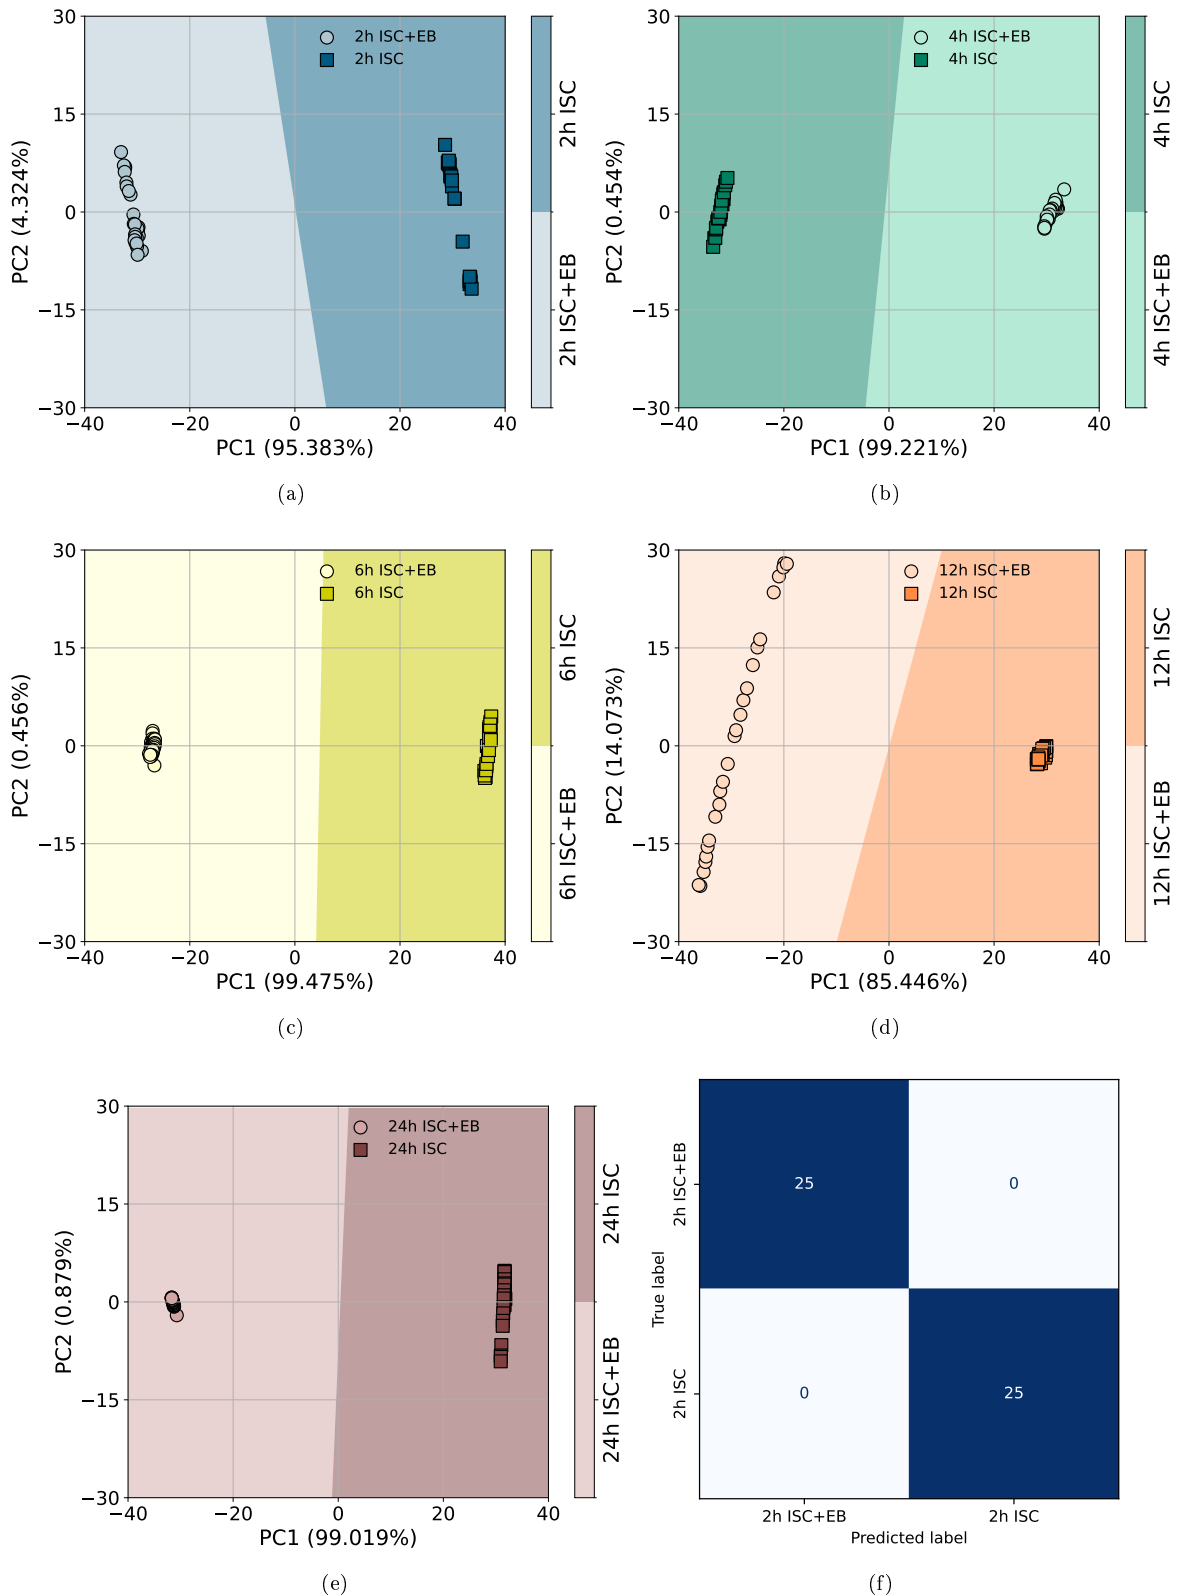 30
15
0
−15
−30
−40
−20
0
20
40
PC1 (95.383%)
PC2 (4.324%)
2h ISC+EB
2h ISC
2h ISC
2h ISC+EB
(a)
30
15
0
−15
−30
−40
−20
0
20
40
PC1 (99.221%)
PC2 (0.454%)
4h ISC+EB
4h ISC
4h ISC
4h ISC+EB
(b)
30
15
0
−15
−30
−40
−20
0
20
40
PC1 (99.475%)
PC2 (0.456%)
6h ISC+EB
6h ISC
6h ISC
6h ISC+EB
(c)
30
15
0
−15
−30
−40
−20
0
20
40
PC1 (85.446%)
PC2 (14.073%)
12h ISC+EB
12h ISC
12h ISC
12h ISC+EB
(d)
30
15
0
−15
−30
−40
−20
0
20
40
PC1 (99.019%)
PC2 (0.879%)
24h ISC+EB
24h ISC
24h ISC
24h ISC+EB
(e)
True label
2h ISC+EB
2h ISC
25
0
0
25
2h ISC+EB
2h ISC
Predicted label
(f)